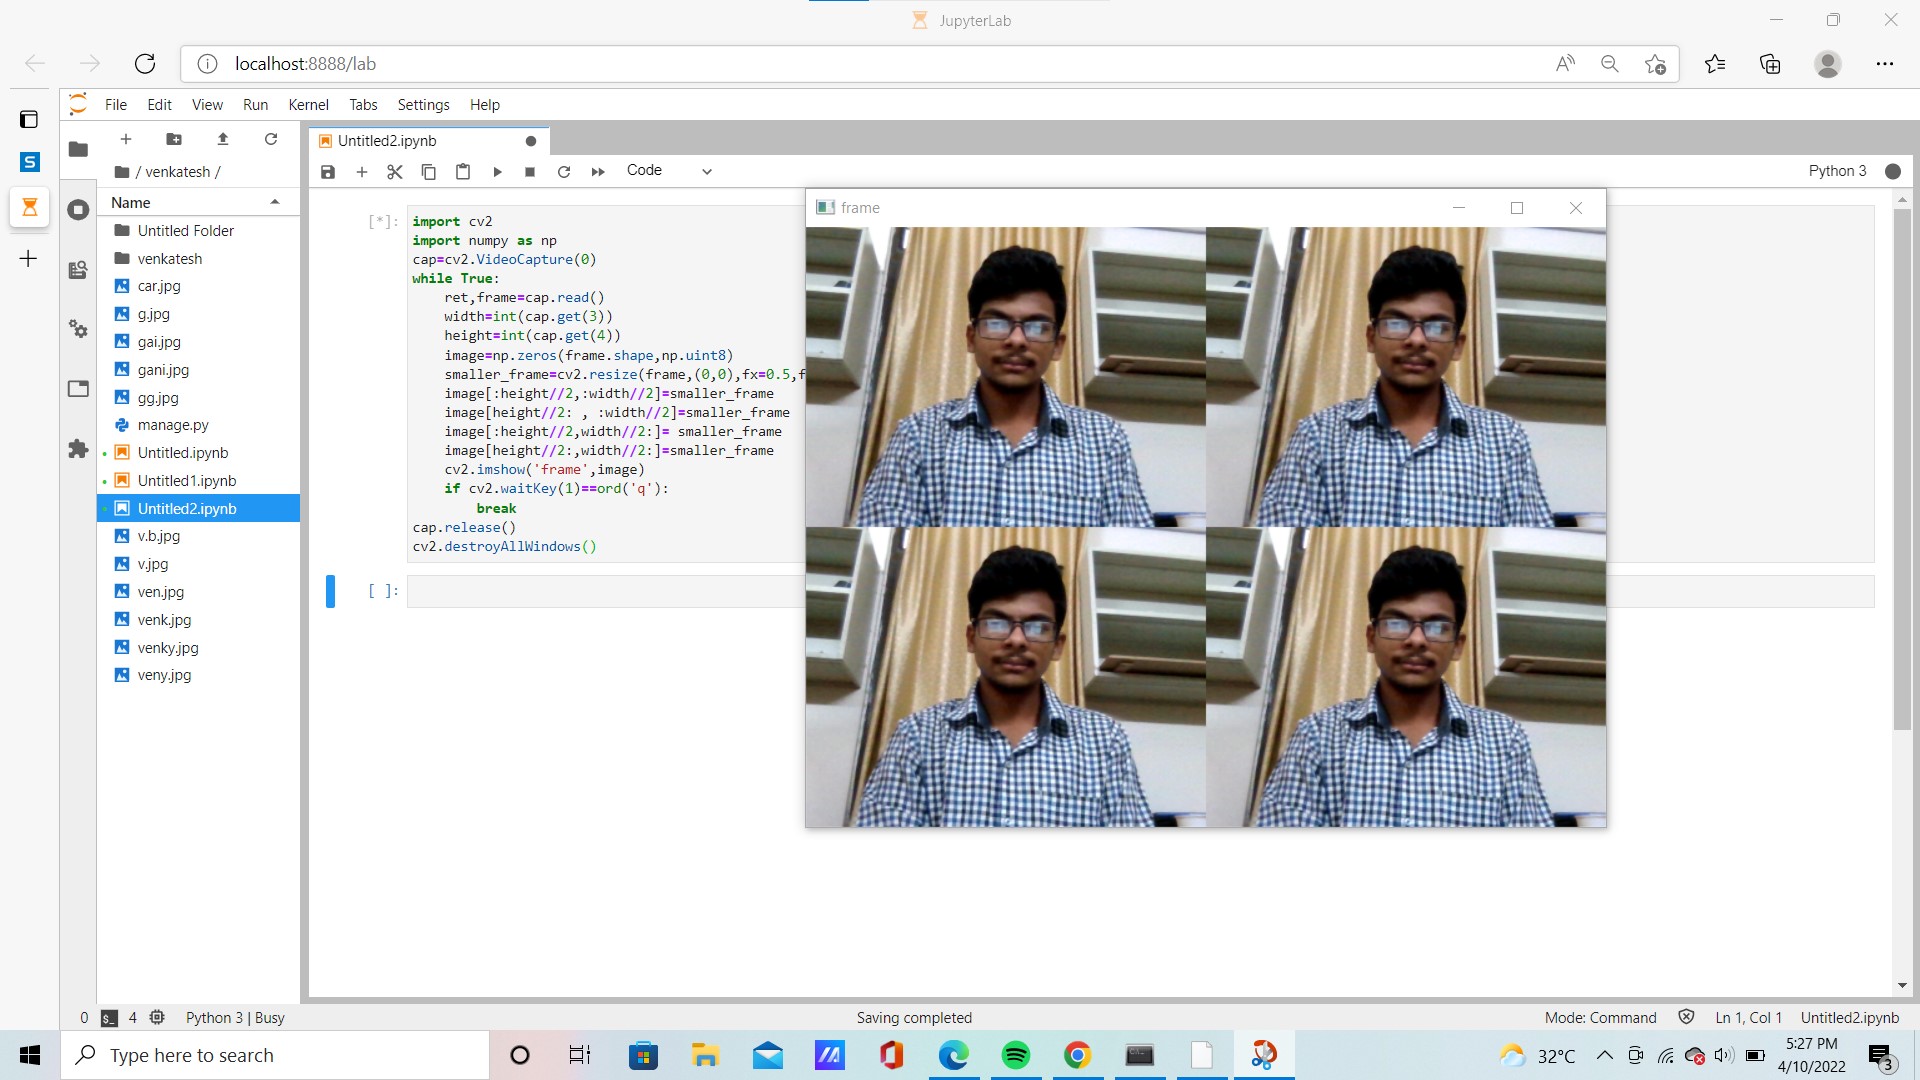 JupyterLab
localhost:8888/lab
File Edit View Run Kernel Tabs Settings Help
Untitled2.ipynb
/ venkatesh /
Code
Python 3
Name
Untitled Folder
venkatesh
car.jpg
g.jpg
gai.jpg
gani.jpg
gg.jpg
manage.py
Untitled.ipynb
Untitled1.ipynb
Untitled2.ipynb
v.b.jpg
v.jpg
ven.jpg
venk.jpg
venky.jpg
veny.jpg
[*]:
import cv2
import numpy as np
cap=cv2.VideoCapture(0)
while True:
    ret,frame=cap.read()
    width=int(cap.get(3))
    height=int(cap.get(4))
    image=np.zeros(frame.shape,np.uint8)
    smaller_frame=cv2.resize(frame,(0,0),fx=0.5,f
    image[:height//2,:width//2]=smaller_frame
    image[height//2: , :width//2]=smaller_frame
    image[:height//2,width//2:]= smaller_frame
    image[height//2:,width//2:]=smaller_frame
    cv2.imshow('frame',image)
    if cv2.waitKey(1)==ord('q'):
        break
cap.release()
cv2.destroyAllWindows()
[ ]:
frame
0 $_ 4 Python 3 | Busy Saving completed Mode: Command Ln 1, Col 1 Untitled2.ipynb
Type here to search
32°C
5:27 PM
4/10/2022
3